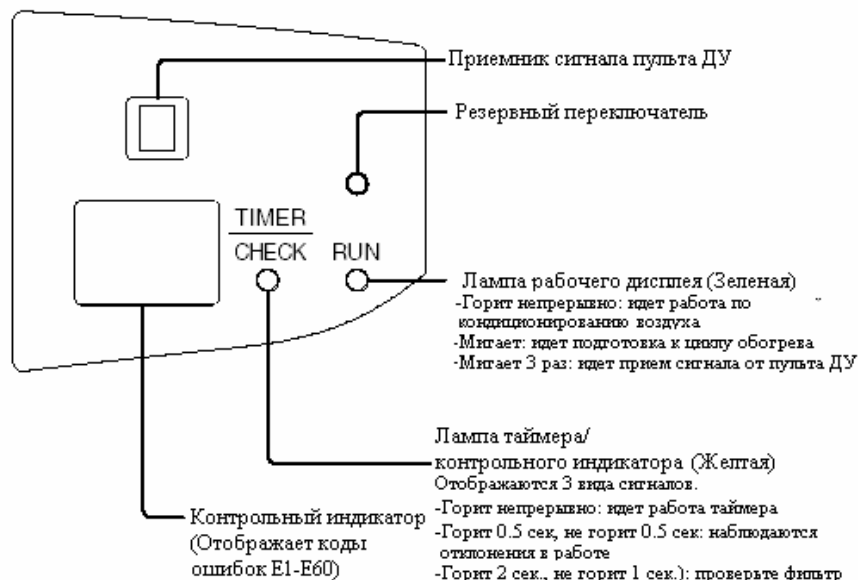 Приемник сигнала пульта ДУ
Резервный переключатель
TIMER
CHECK RUN
Лампа рабочего дисплея (Зеленая)
-Горит непрерывно: идет работа по
кондиционированию воздуха
-Мигает: идет подготовка к циклу обогрева
-Мигает 3 раз: идет прием сигнала от пульта ДУ
Лампа таймера/
контрольного индикатора (Желтая)
Отображаются 3 вида сигналов.
-Горит непрерывно: идет работа таймера
-Горит 0.5 сек, не горит 0.5 сек: наблюдаются
отклонения в работе
-Горит 2 сек., не горит 1 сек.): проверьте фильтр
Контрольный индикатор
(Отображает коды
ошибок E1-E60)